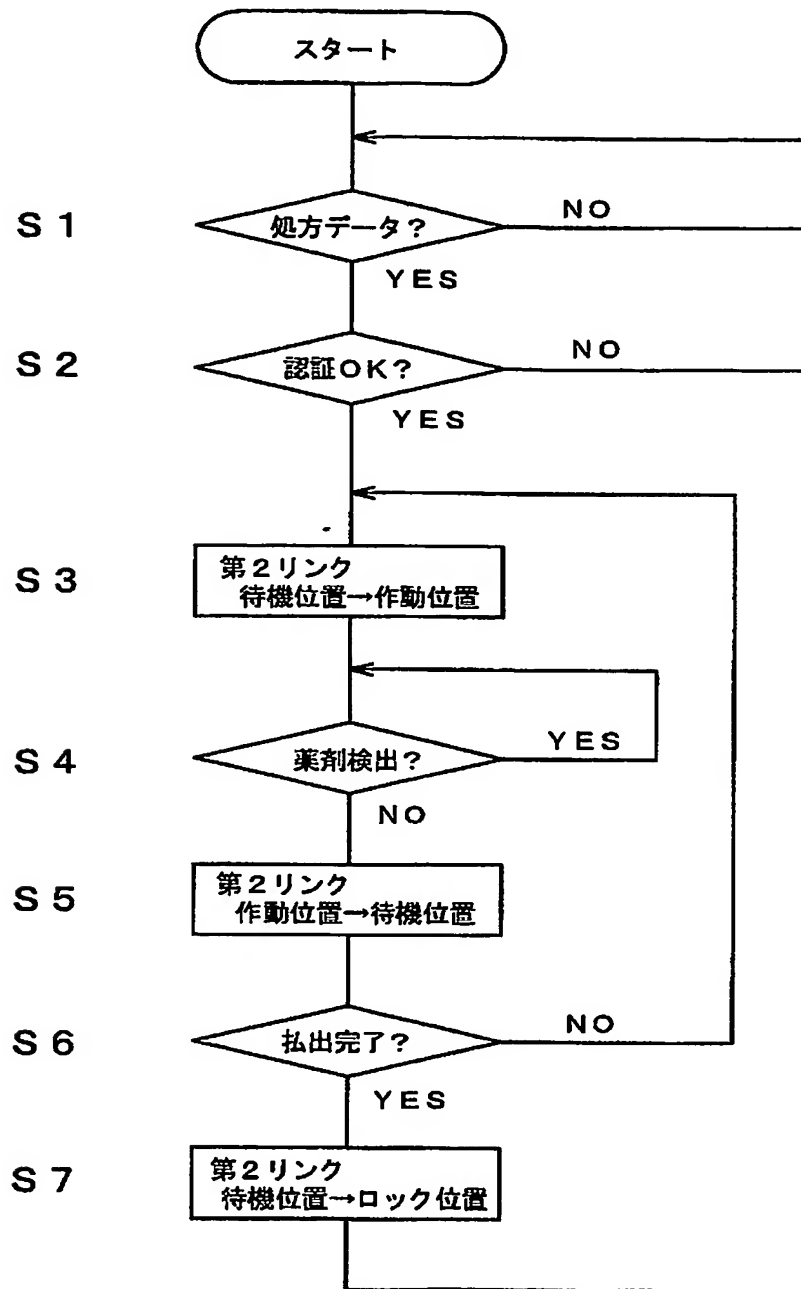 スタート
S1
処方データ?
NO
YES
S2
認証OK?
NO
YES
S3
第2リンク
待機位置→作動位置
S4
薬剤検出?
YES
NO
S5
第2リンク
作動位置→待機位置
S6
払出完了?
NO
YES
S7
第2リンク
待機位置→ロック位置